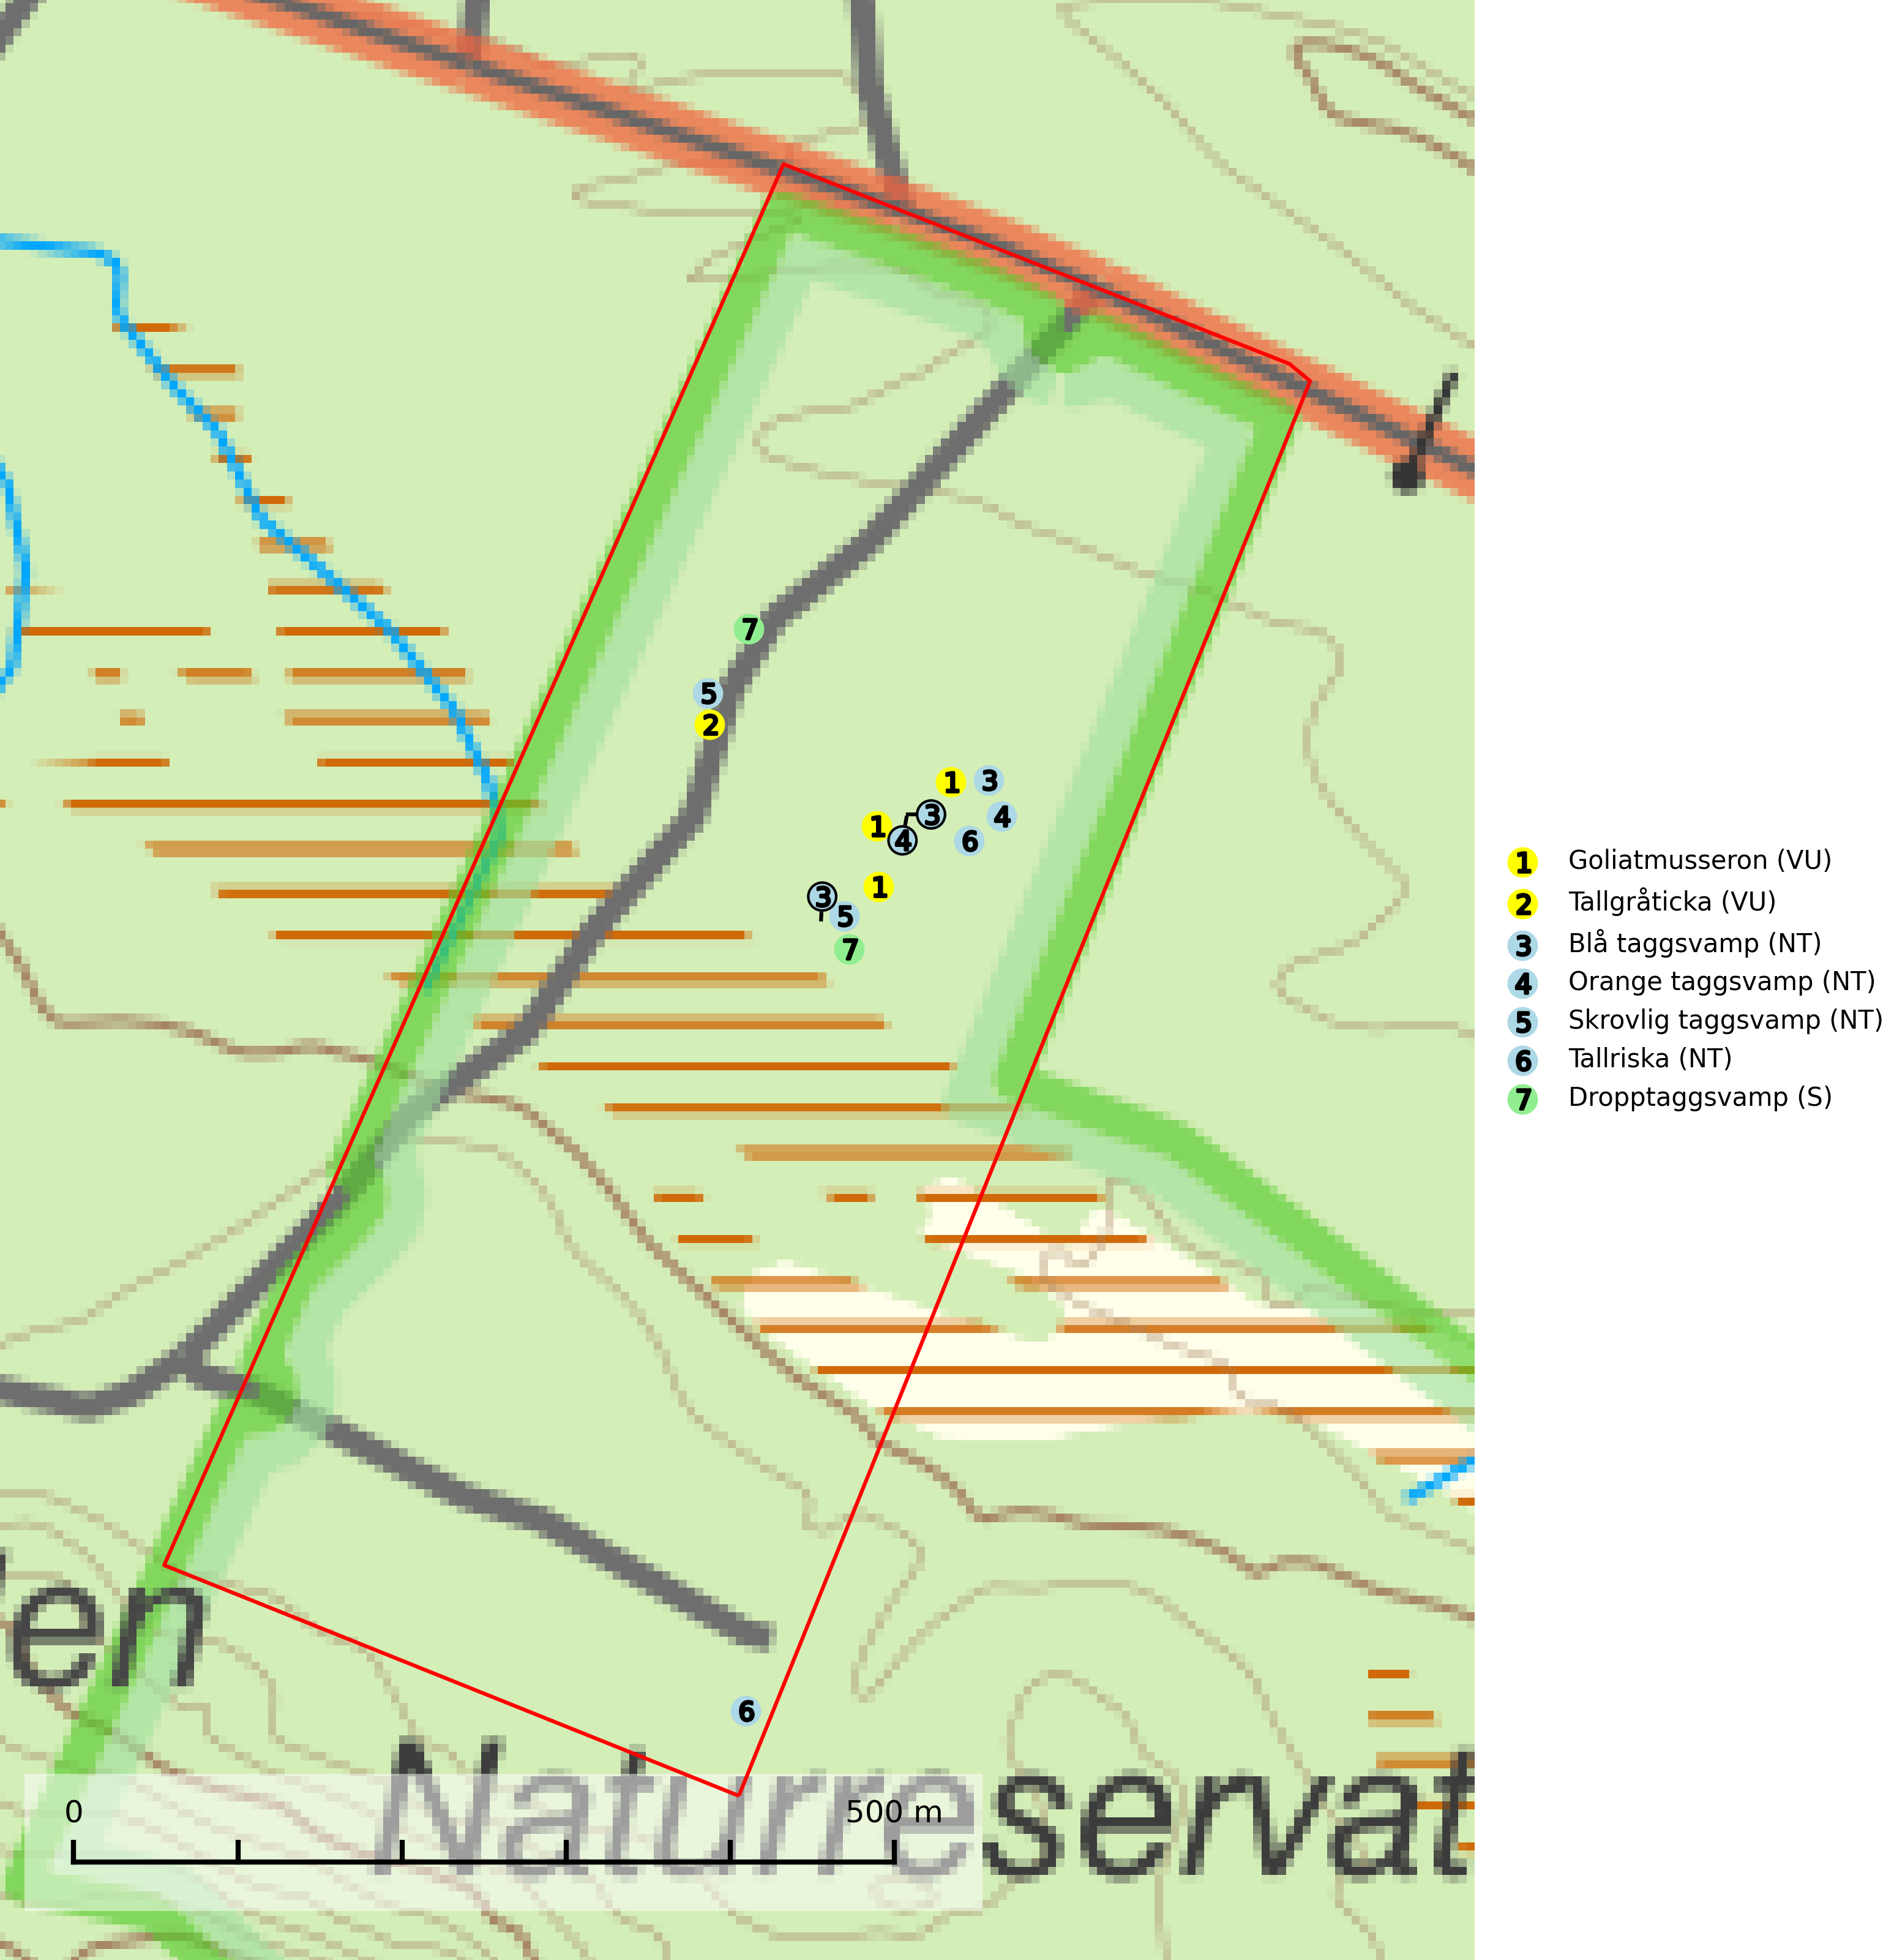 7
5
2
1
3
3
4
1
4
6
1
3
5
7
en
6
Naturreservat
0
500 m
1 Goliatmusseron (VU)
2 Tallgråticka (VU)
3 Blå taggsvamp (NT)
4 Orange taggsvamp (NT)
5 Skrovlig taggsvamp (NT)
6 Tallriska (NT)
7 Dropptaggsvamp (S)